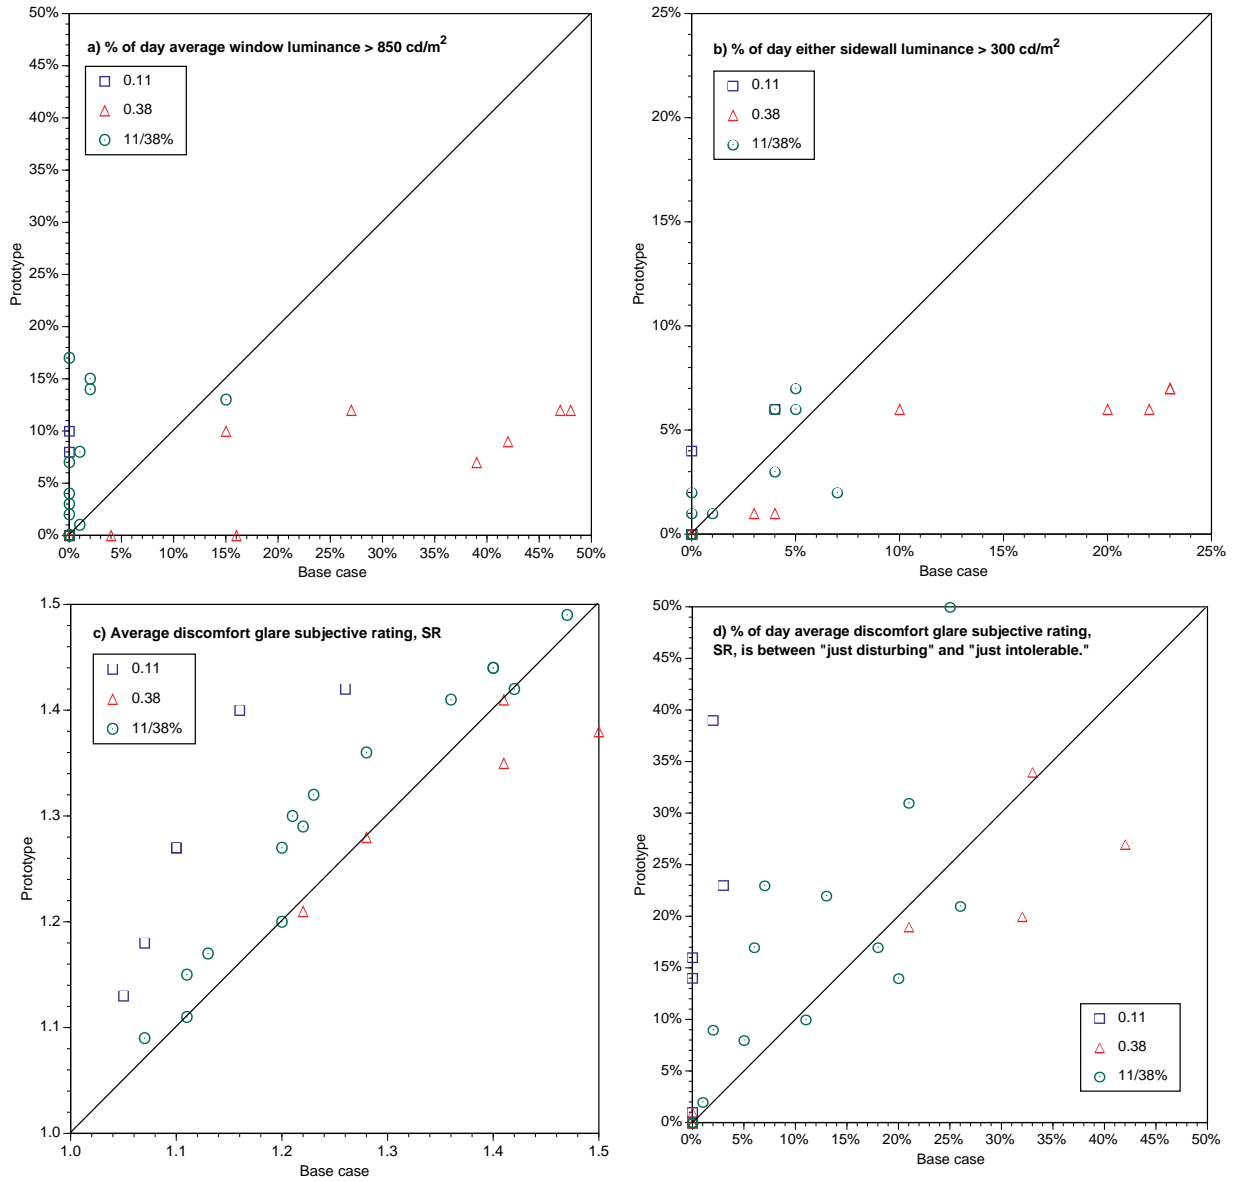 a) % of day average window luminance > 850 cd/m2
0.11
0.38
11/38%
50%
45%
40%
35%
30%
25%
20%
15%
10%
5%
0%
Prototype
0% 5% 10% 15% 20% 25% 30% 35% 40% 45% 50%
Base case
b) % of day either sidewall luminance > 300 cd/m2
0.11
0.38
11/38%
25%
20%
15%
10%
5%
0%
Prototype
0% 5% 10% 15% 20% 25%
Base case
c) Average discomfort glare subjective rating, SR
0.11
0.38
11/38%
1.5
1.4
1.3
1.2
1.1
1.0
Prototype
1.0 1.1 1.2 1.3 1.4 1.5
Base case
d) % of day average discomfort glare subjective rating,
SR, is between "just disturbing" and "just intolerable."
50%
45%
40%
35%
30%
25%
20%
15%
10%
5%
0%
Prototype
0.11
0.38
11/38%
0% 5% 10% 15% 20% 25% 30% 35% 40% 45% 50%
Base case